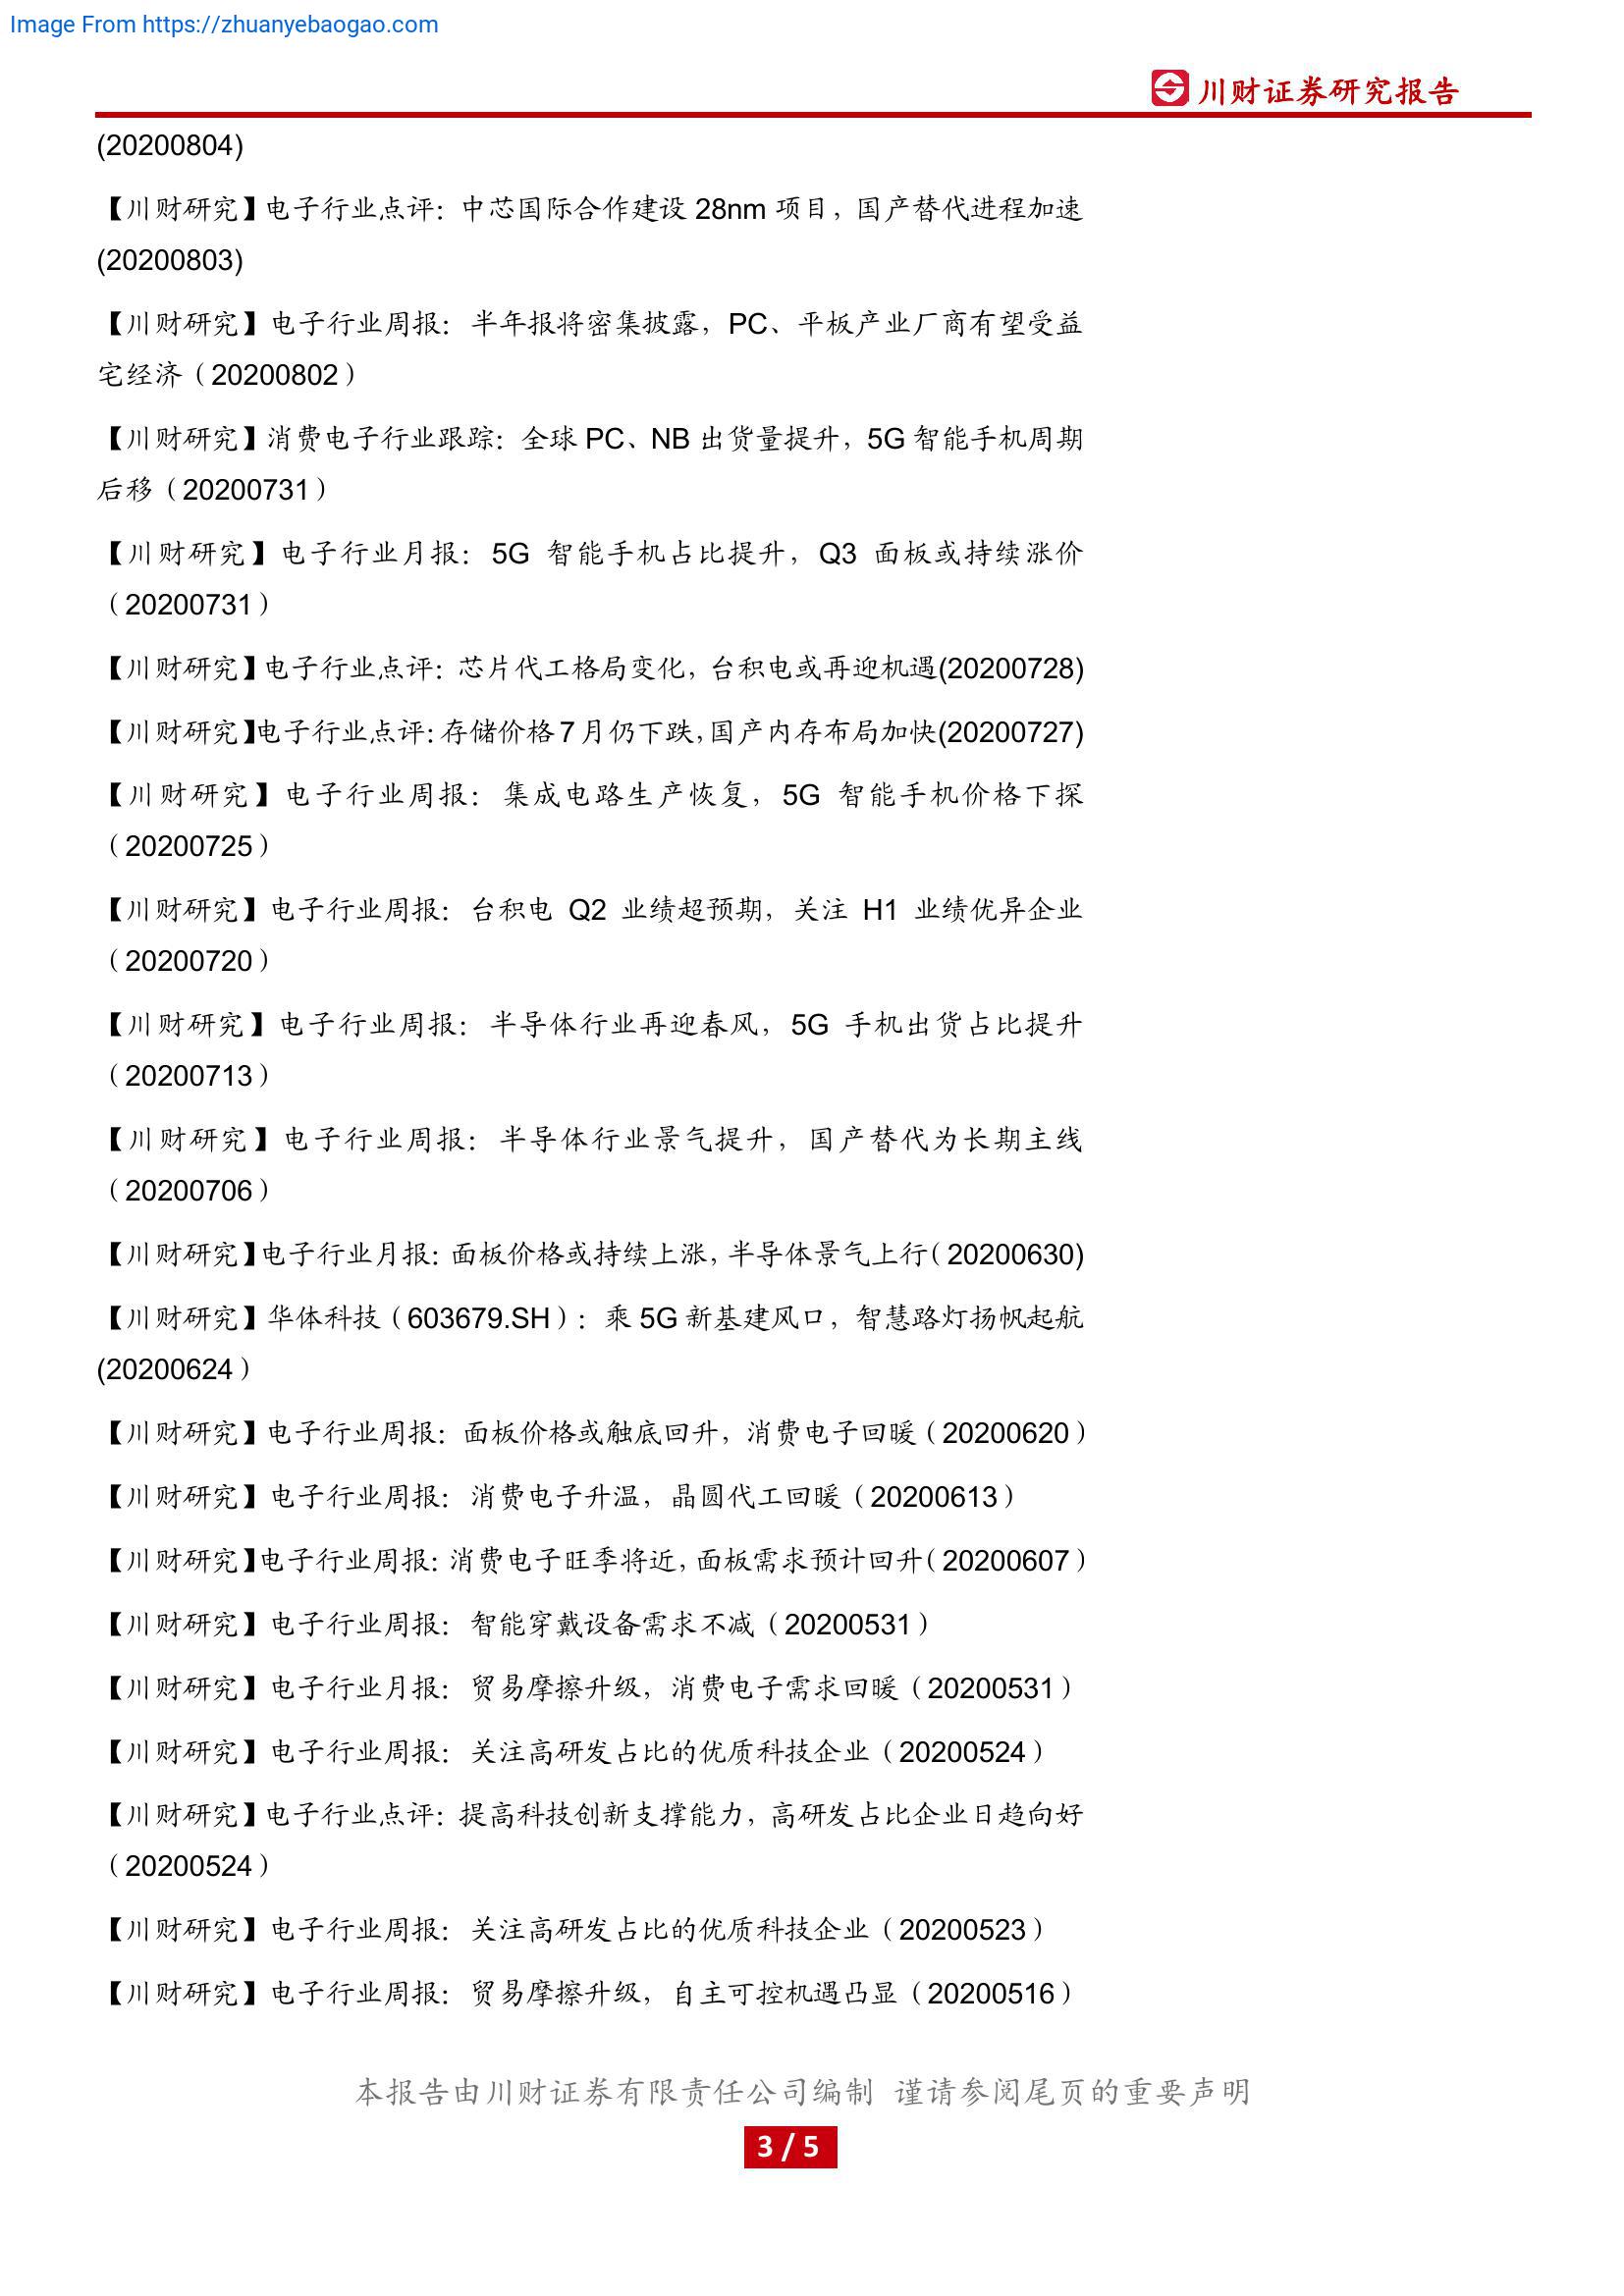 Image From https://zhuanyebaogao.com
川财证券研究报告
(20200804)
【川财研究】电子行业点评：中芯国际合作建设 28nm 项目，国产替代进程加速
(20200803)
【川财研究】电子行业周报：半年报将密集披露，PC、平板产业厂商有望受益
宅经济（20200802）
【川财研究】消费电子行业跟踪：全球 PC、NB 出货量提升，5G 智能手机周期
后移（20200731）
【川财研究】电子行业月报：5G 智能手机占比提升，Q3 面板或持续涨价
（20200731）
【川财研究】电子行业点评：芯片代工格局变化，台积电或再迎机遇(20200728)
【川财研究】电子行业点评：存储价格 7 月仍下跌，国产内存布局加快(20200727)
【川财研究】电子行业周报：集成电路生产恢复，5G 智能手机价格下探
（20200725）
【川财研究】电子行业周报：台积电 Q2 业绩超预期，关注 H1 业绩优异企业
（20200720）
【川财研究】电子行业周报：半导体行业再迎春风，5G 手机出货占比提升
（20200713）
【川财研究】电子行业周报：半导体行业景气提升，国产替代为长期主线
（20200706）
【川财研究】电子行业月报：面板价格或持续上涨，半导体景气上行（20200630)
【川财研究】华体科技（603679.SH）：乘 5G 新基建风口，智慧路灯扬帆起航
(20200624）
【川财研究】电子行业周报：面板价格或触底回升，消费电子回暖（20200620）
【川财研究】电子行业周报：消费电子升温，晶圆代工回暖（20200613）
【川财研究】电子行业周报：消费电子旺季将近，面板需求预计回升（20200607）
【川财研究】电子行业周报：智能穿戴设备需求不减（20200531）
【川财研究】电子行业月报：贸易摩擦升级，消费电子需求回暖（20200531）
【川财研究】电子行业周报：关注高研发占比的优质科技企业（20200524）
【川财研究】电子行业点评：提高科技创新支撑能力，高研发占比企业日趋向好
（20200524）
【川财研究】电子行业周报：关注高研发占比的优质科技企业（20200523）
【川财研究】电子行业周报：贸易摩擦升级，自主可控机遇凸显（20200516）
本报告由川财证券有限责任公司编制 谨请参阅尾页的重要声明
3 / 5